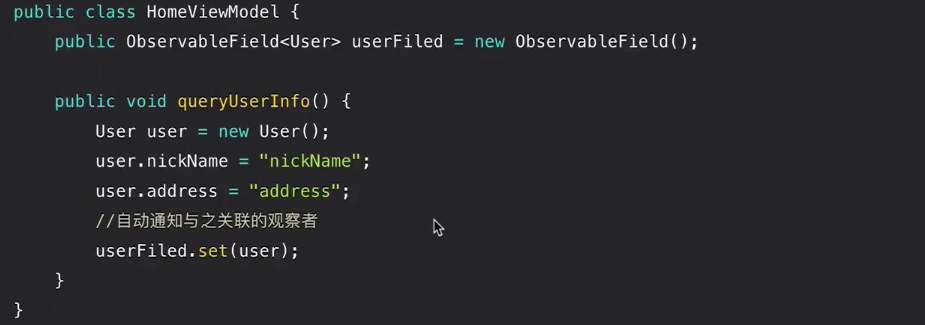 public class HomeViewModel {
public ObservableField<User> userFiled = new ObservableField();
public void queryUserInfo() {
User user = new User();
user.nickName = "nickName";
user.address = "address";
//自动通知与之关联的观察者
userFiled.set(user);
}
}